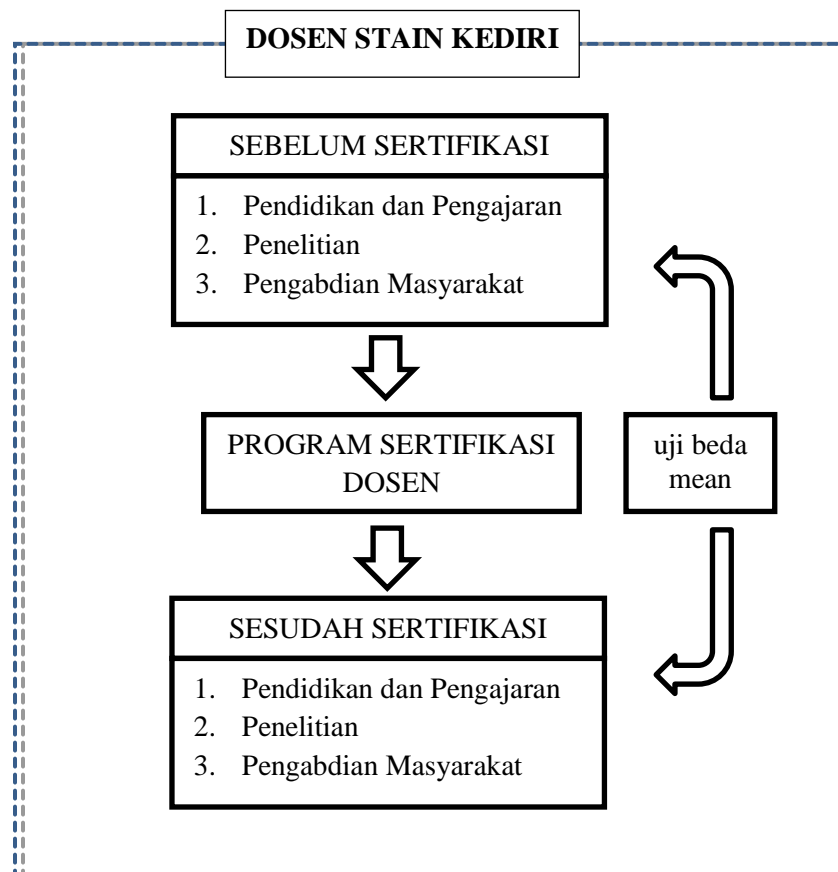 DOSEN STAIN KEDIRI
SEBELUM SERTIFIKASI
1. Pendidikan dan Pengajaran
2. Penelitian
3. Pengabdian Masyarakat
PROGRAM SERTIFIKASI
DOSEN
uji beda
mean
SESUDAH SERTIFIKASI
1. Pendidikan dan Pengajaran
2. Penelitian
3. Pengabdian Masyarakat